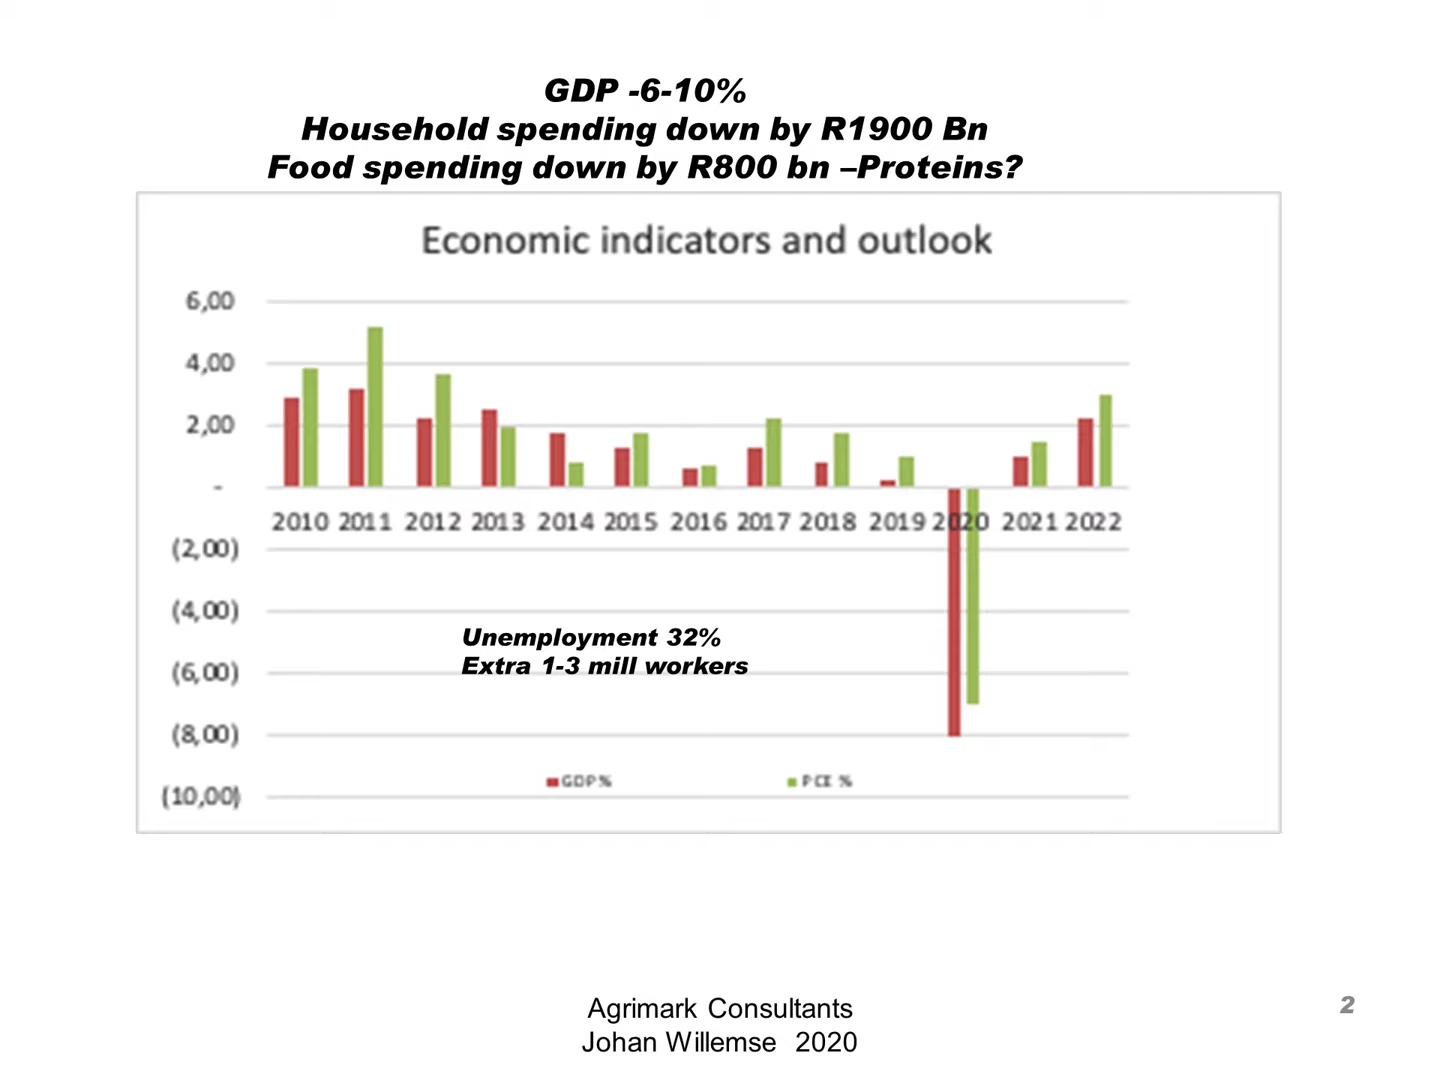 GDP -6-10%
Household spending down by R1900 Bn
Food spending down by R800 bn –Proteins?
Economic indicators and outlook
6,00
4,00
2,00
-
2010 2011 2012 2013 2014 2015 2016 2017 2018 2019 2020 2021 2022
(2,00)
(4,00)
Unemployment 32%
Extra 1-3 mill workers
(6,00)
(8,00)
GDP% PCE %
(10,00)
Agrimark Consultants
Johan Willemse 2020
2